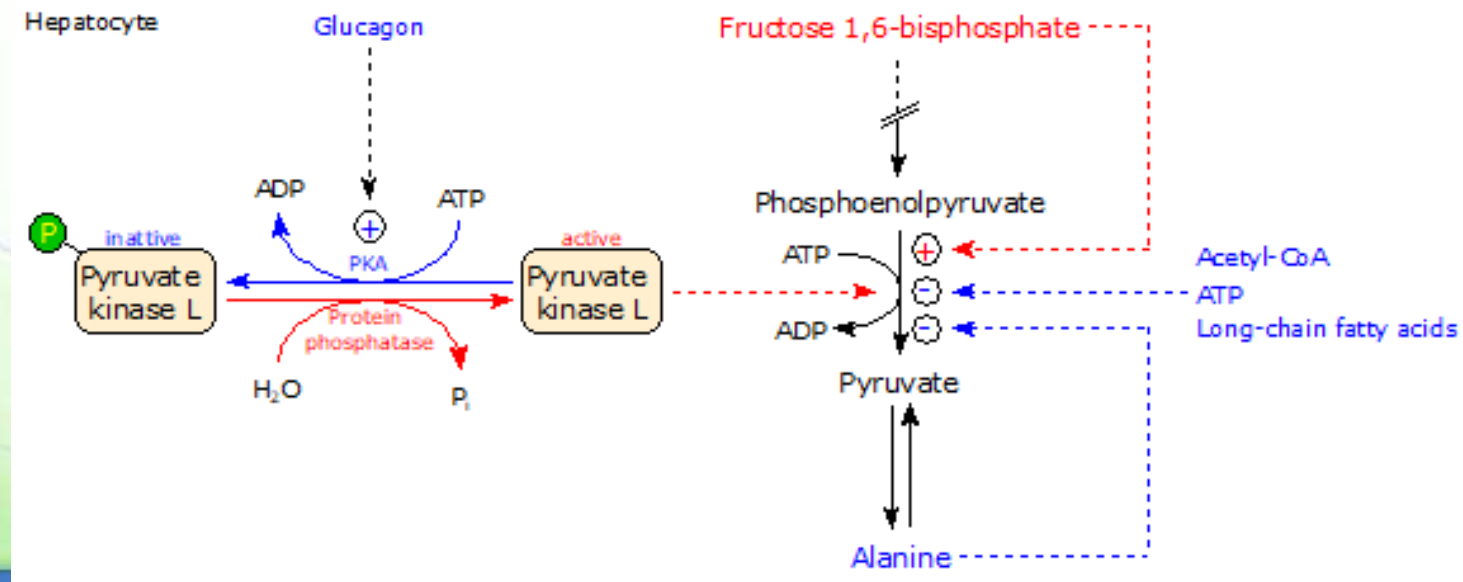 Hepatocyte
Glucagon
Fructose 1,6-bisphosphate
ADP
ATP
+
P
inattive
PKA
active
Pyruvate
kinase L
Pyruvate
kinase L
Protein
phosphatase
H₂O
Pᵢ
Phosphoenolpyruvate
ATP
+
-
-
ADP
Acetyl-CoA
ATP
Long-chain fatty acids
Pyruvate
Alanine